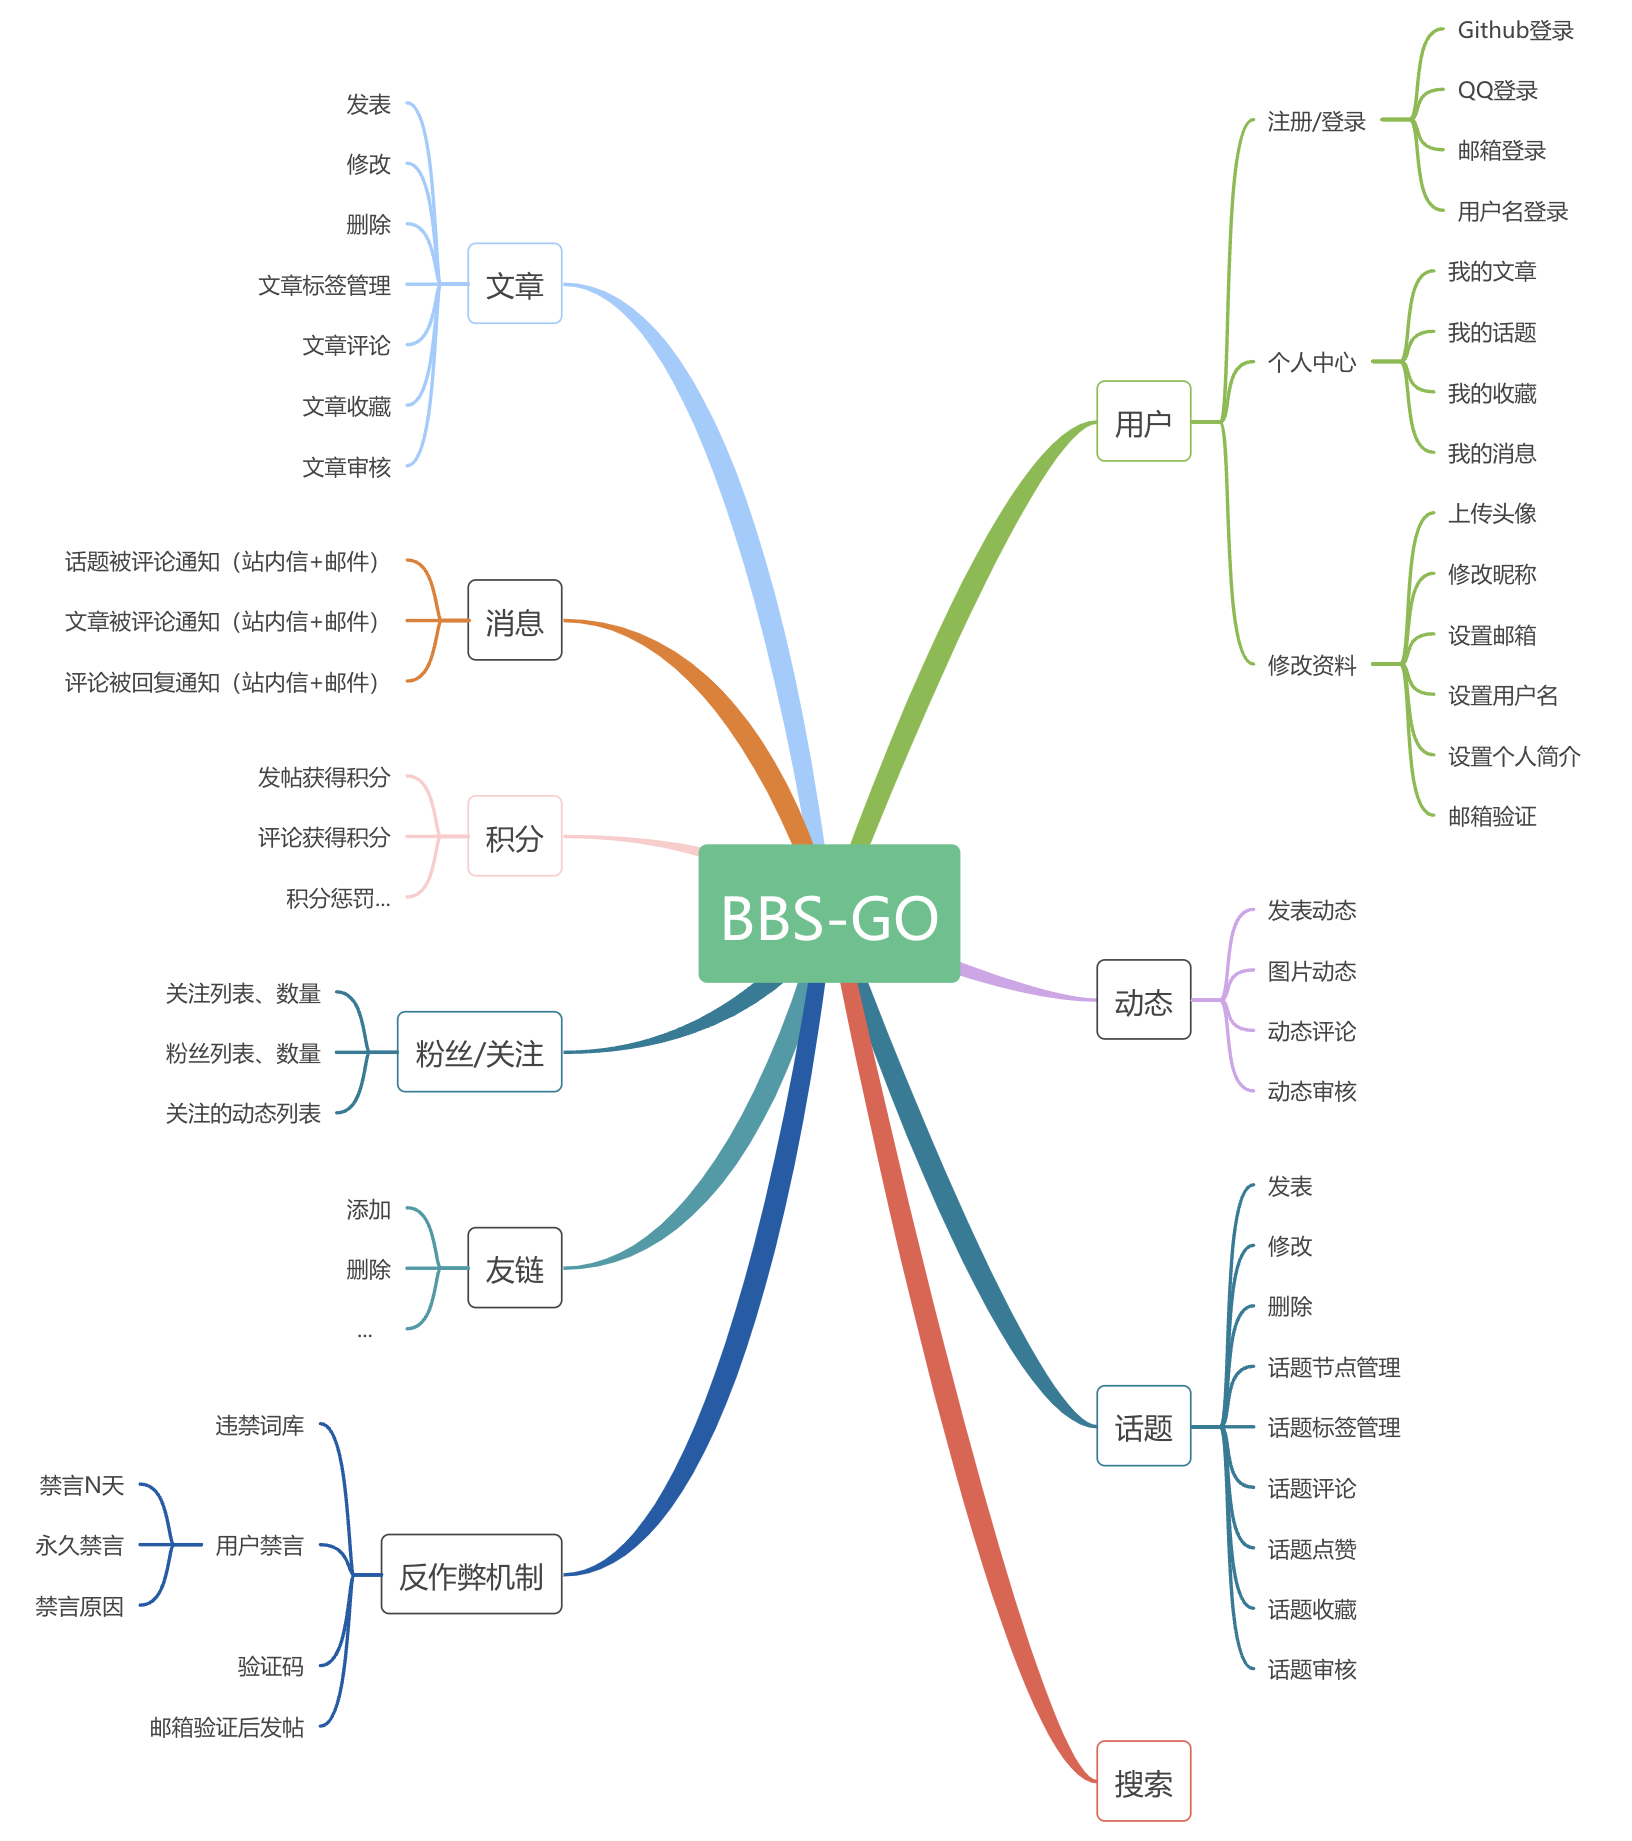 BBS-GO
用户
注册/登录
Github登录
QQ登录
邮箱登录
用户名登录
个人中心
我的文章
我的话题
我的收藏
我的消息
修改资料
上传头像
修改昵称
设置邮箱
设置用户名
设置个人简介
邮箱验证
动态
发表动态
图片动态
动态评论
动态审核
话题
发表
修改
删除
话题节点管理
话题标签管理
话题评论
话题点赞
话题收藏
话题审核
搜索
文章
发表
修改
删除
文章标签管理
文章评论
文章收藏
文章审核
消息
话题被评论通知（站内信+邮件）
文章被评论通知（站内信+邮件）
评论被回复通知（站内信+邮件）
积分
发帖获得积分
评论获得积分
积分惩罚...
粉丝/关注
关注列表、数量
粉丝列表、数量
关注的动态列表
友链
添加
删除
...
反作弊机制
违禁词库
用户禁言
禁言N天
永久禁言
禁言原因
验证码
邮箱验证后发帖